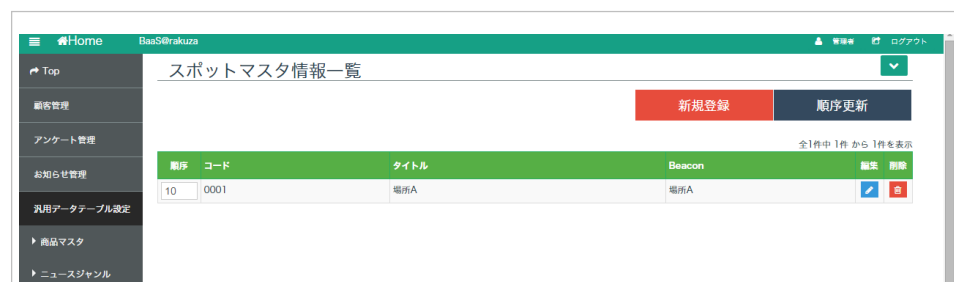 Home BaaS@rakuza 管理者 ログアウト
Top
スポットマスタ情報一覧
顧客管理
新規登録 順序更新
アンケート管理
全1件中 1件 から 1件を表示
お知らせ管理
順序 コード タイトル Beacon 編集 削除
10 0001 場所A 場所A
汎用データテーブル設定
商品マスタ
ニュースジャンル